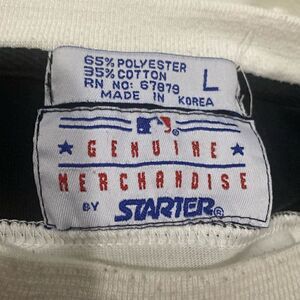 65% POLYESTER
35% COTTON
RN NO: 67879
MADE IN KOREA
L
GENUINE
MERCHANDISE
BY STARTER®